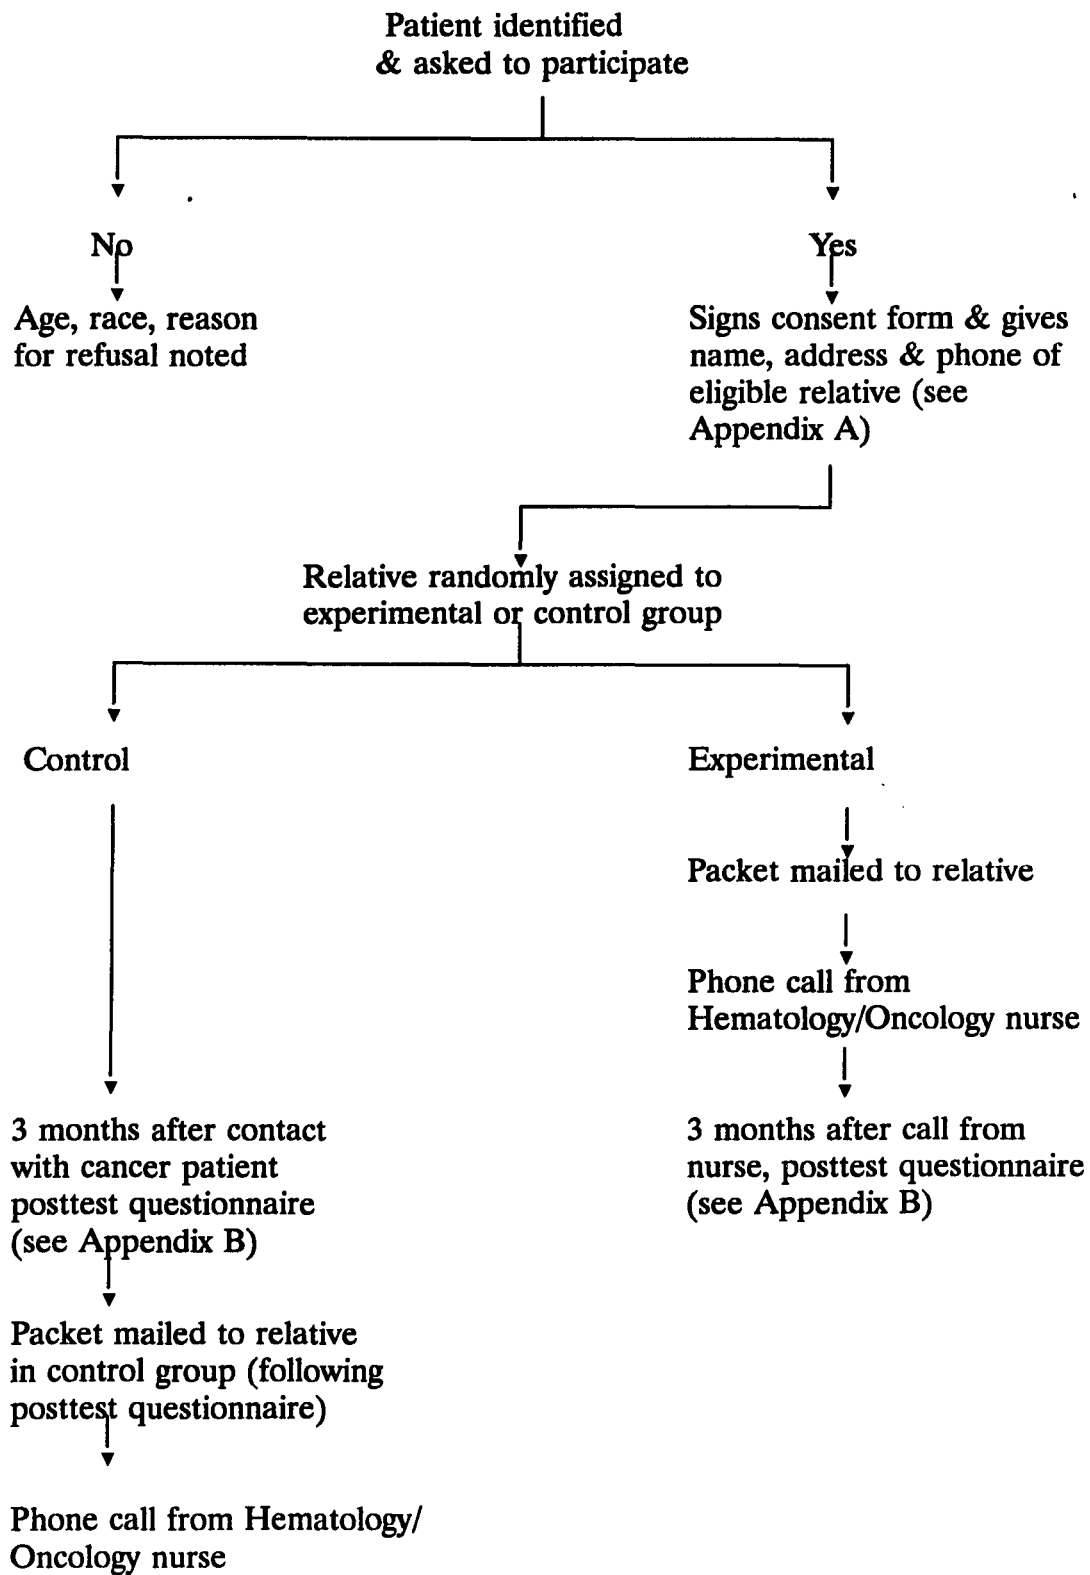 Patient identified
& asked to participate
No
Yes
Age, race, reason
for refusal noted
Signs consent form & gives
name, address & phone of
eligible relative (see
Appendix A)
Relative randomly assigned to
experimental or control group
Control
Experimental
Packet mailed to relative
Phone call from
Hematology/Oncology nurse
3 months after contact
with cancer patient
posttest questionnaire
(see Appendix B)
3 months after call from
nurse, posttest questionnaire
(see Appendix B)
Packet mailed to relative
in control group (following
posttest questionnaire)
Phone call from Hematology/
Oncology nurse